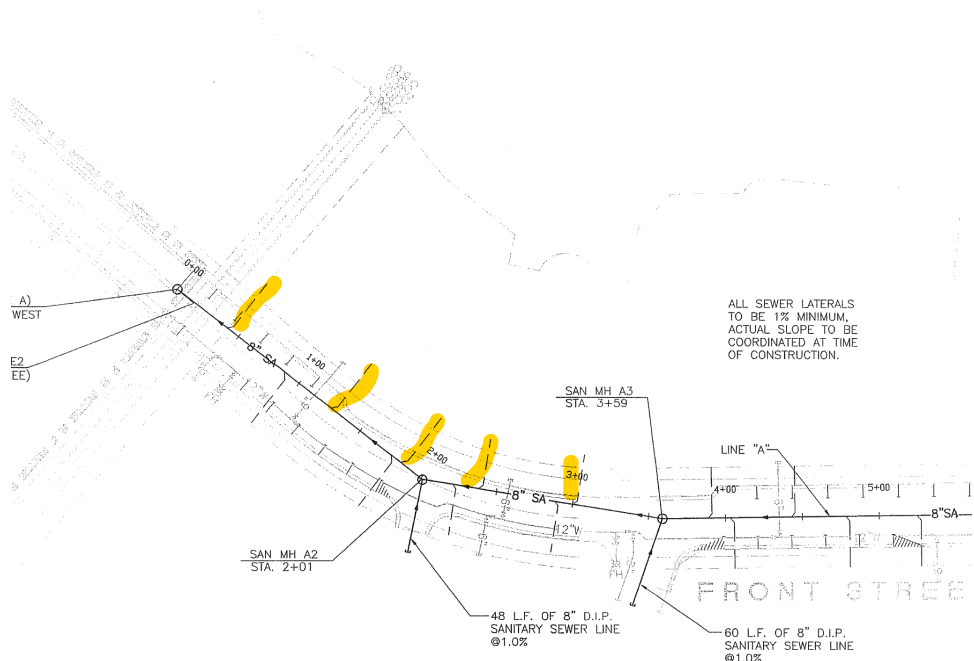 0+00
A)
WEST
E2
EE)
8" SA
1+00
ALL SEWER LATERALS
TO BE 1% MINIMUM,
ACTUAL SLOPE TO BE
COORDINATED AT TIME
OF CONSTRUCTION.
SAN MH A3
STA. 3+59
2+00
LINE "A"
3+00
4+00
5+00
8" SA
8"SA
12"W
SAN MH A2
STA. 2+01
FRONT STREE
48 L.F. OF 8" D.I.P.
SANITARY SEWER LINE
@1.0%
60 L.F. OF 8" D.I.P.
SANITARY SEWER LINE
@1.0%